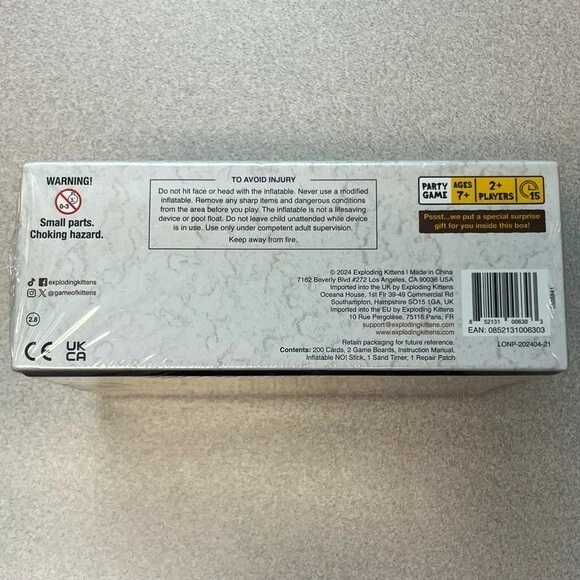 WARNING!
0-3
Small parts.
Choking hazard.
explodingkittens
@gameofkittens
2.8
CE UK
CA
TO AVOID INJURY
Do not hit face or head with the inflatable. Never use a modified
inflatable. Remove any sharp items and dangerous conditions
from the area before you play. The inflatable is not a lifesaving
device or pool float. Do not leave child unattended while device
is in use. Use only under competent adult supervision.
Keep away from fire.
PARTY
GAME
AGES
7+
2+
PLAYERS
15
Pssst...we put a special surprise
gift for you inside this box!
© 2024 Exploding Kittens | Made in China
7162 Beverly Blvd #272 Los Angeles, CA 90036 USA
Imported into the UK by Exploding Kittens
Oceana House, 1st Flr 39-49 Commercial Rd
Southampton, Hampshire SO15 1GA, UK
Imported into the EU by Exploding Kittens
10 Rue Pergolèse, 75116 Paris, FR
support@explodingkittens.com
www.explodingkittens.com
Retain packaging for future reference.
Contents: 200 Cards, 2 Game Boards, Instruction Manual,
Inflatable NO! Stick, 1 Sand Timer, 1 Repair Patch
8 52131 00630 3
EAN: 0852131006303
LONP-202404-21